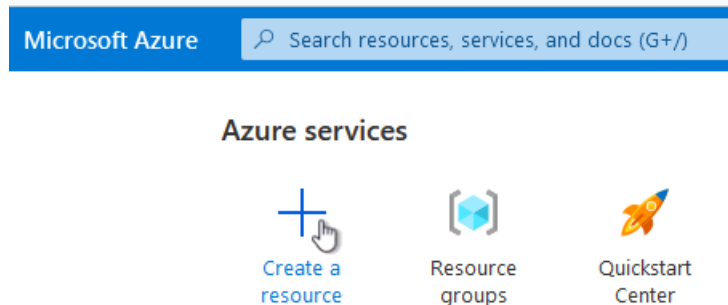 Microsoft Azure
Search resources, services, and docs (G+/)
Azure services
Create a
resource
Resource
groups
Quickstart
Center